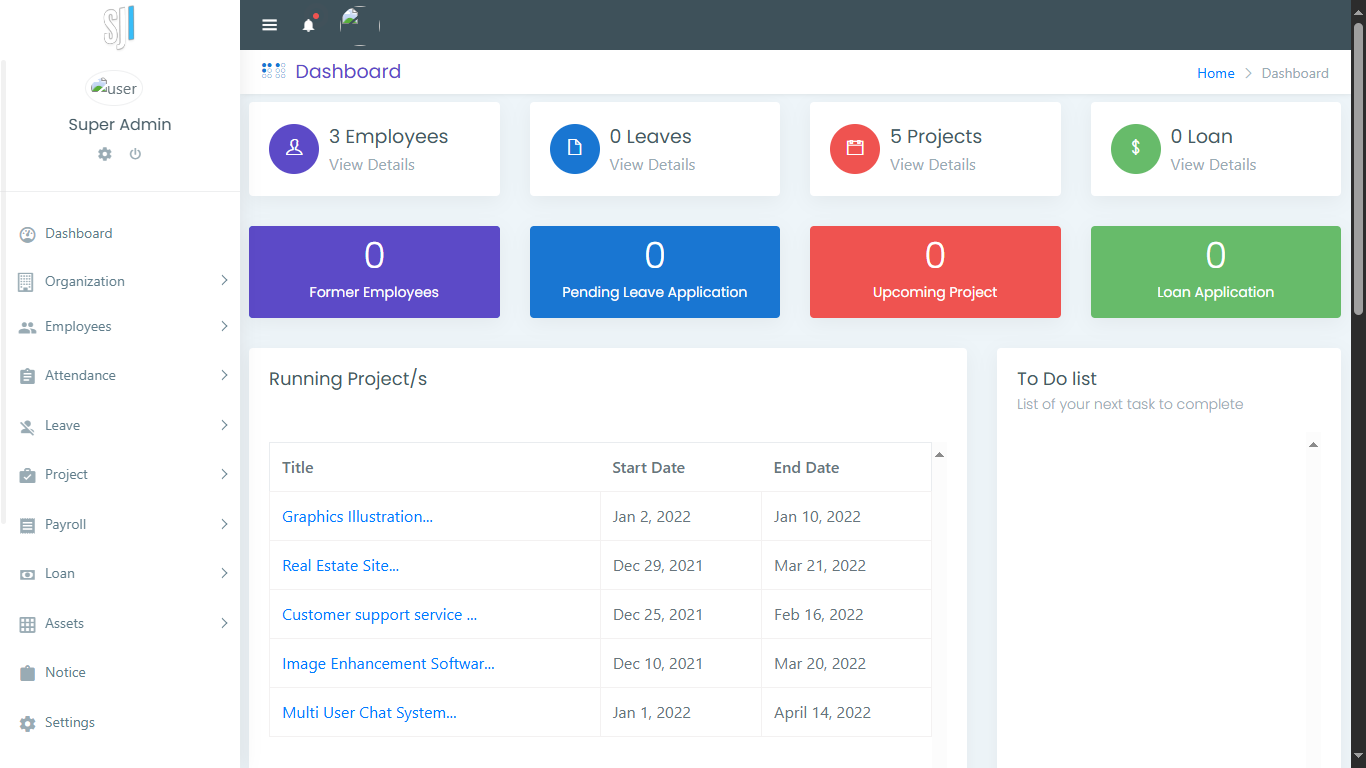 SJ
user
Super Admin
Dashboard
Organization
Employees
Attendance
Leave
Project
Payroll
Loan
Assets
Notice
Settings
Dashboard
Home
Dashboard
3 Employees
View Details
0 Leaves
View Details
5 Projects
View Details
$
0 Loan
View Details
0
Former Employees
0
Pending Leave Application
0
Upcoming Project
0
Loan Application
Running Project/s
Title Start Date End Date
Graphics Illustration... Jan 2, 2022 Jan 10, 2022
Real Estate Site... Dec 29, 2021 Mar 21, 2022
Customer support service ... Dec 25, 2021 Feb 16, 2022
Image Enhancement Softwar... Dec 10, 2021 Mar 20, 2022
Multi User Chat System... Jan 1, 2022 April 14, 2022
To Do list
List of your next task to complete